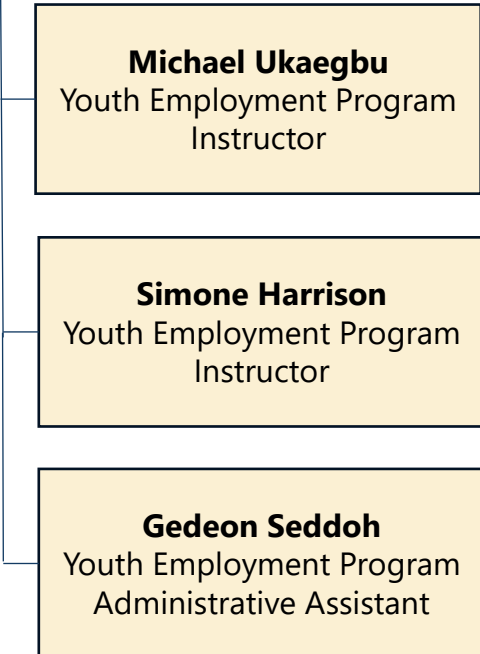 Michael Ukaegbu
Youth Employment Program
Instructor
Simone Harrison
Youth Employment Program
Instructor
Gedeon Seddoh
Youth Employment Program
Administrative Assistant